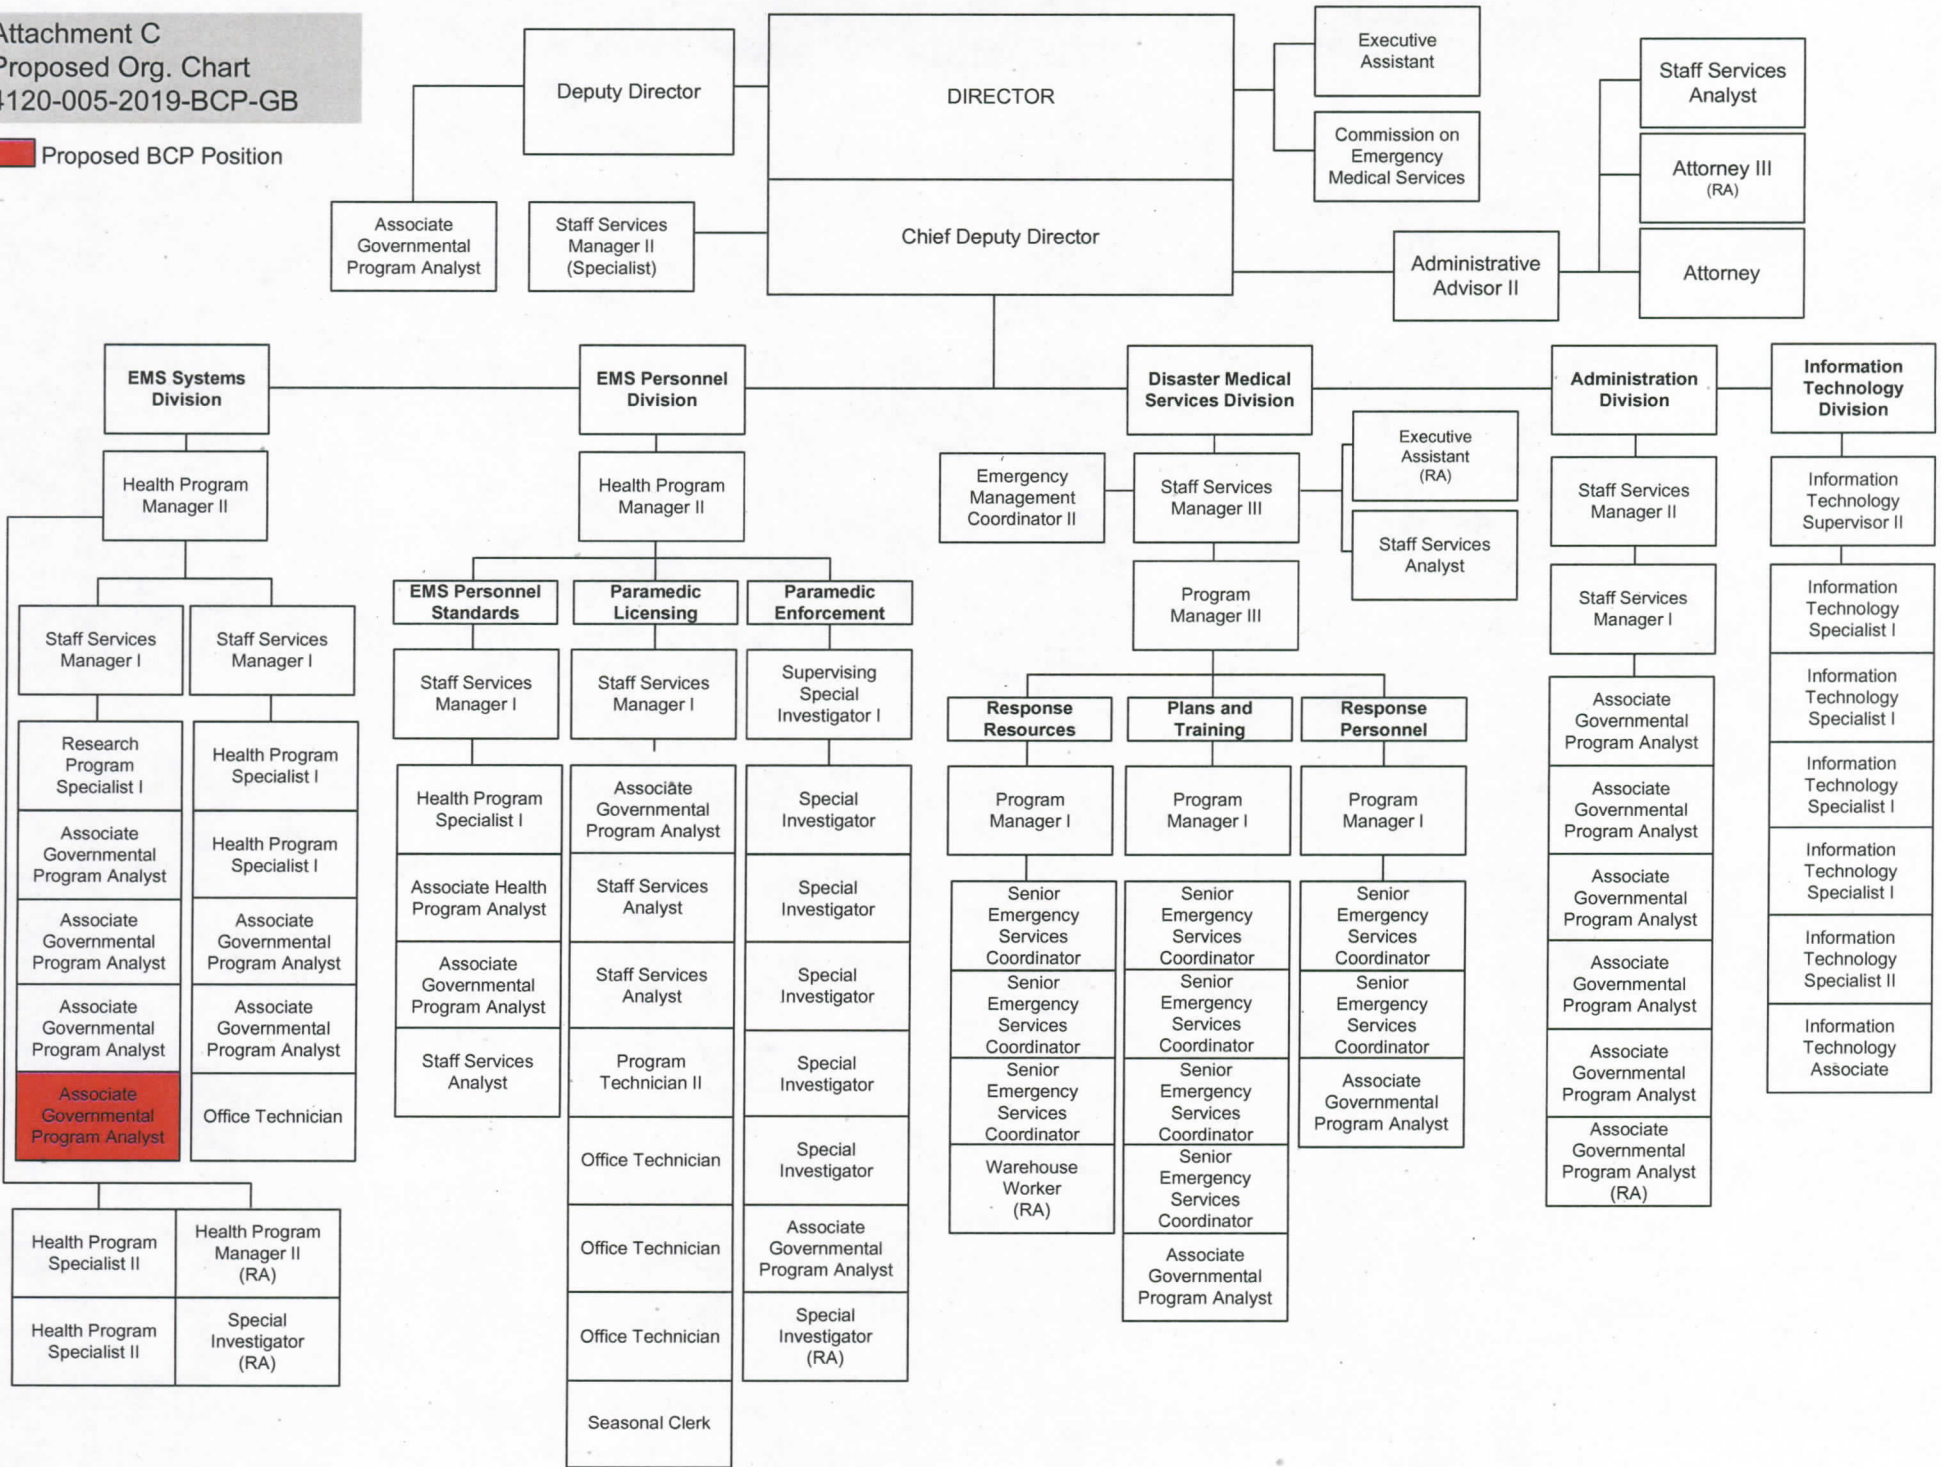 Attachment C
Proposed Org. Chart
4120-005-2019-BCP-GB
Proposed BCP Position
Deputy Director
DIRECTOR
Executive
Assistant
Commission on
Emergency
Medical Services
Staff Services
Analyst
Attorney III
(RA)
Attorney
Associate
Governmental
Program Analyst
Staff Services
Manager II
(Specialist)
Chief Deputy Director
Administrative
Advisor II
EMS Systems
Division
Health Program
Manager II
Staff Services
Manager I
Research
Program
Specialist I
Associate
Governmental
Program Analyst
Associate
Governmental
Program Analyst
Associate
Governmental
Program Analyst
Associate
Governmental
Program Analyst
Staff Services
Manager I
Health Program
Specialist I
Health Program
Specialist I
Associate
Governmental
Program Analyst
Associate
Governmental
Program Analyst
Office Technician
Health Program
Specialist II
Health Program
Specialist II
Health Program
Manager II
(RA)
Special
Investigator
(RA)
EMS Personnel
Division
Health Program
Manager II
EMS Personnel
Standards
Staff Services
Manager I
Health Program
Specialist I
Associate Health
Program Analyst
Associate
Governmental
Program Analyst
Staff Services
Analyst
Paramedic
Licensing
Staff Services
Manager I
Associate
Governmental
Program Analyst
Staff Services
Analyst
Staff Services
Analyst
Program
Technician II
Office Technician
Office Technician
Office Technician
Seasonal Clerk
Paramedic
Enforcement
Supervising
Special
Investigator I
Special
Investigator
Special
Investigator
Special
Investigator
Special
Investigator
Special
Investigator
Associate
Governmental
Program Analyst
Special
Investigator
(RA)
Disaster Medical
Services Division
Emergency
Management
Coordinator II
Staff Services
Manager III
Executive
Assistant
(RA)
Staff Services
Analyst
Program
Manager III
Response
Resources
Program
Manager I
Senior
Emergency
Services
Coordinator
Senior
Emergency
Services
Coordinator
Senior
Emergency
Services
Coordinator
Warehouse
Worker
(RA)
Plans and
Training
Program
Manager I
Senior
Emergency
Services
Coordinator
Senior
Emergency
Services
Coordinator
Senior
Emergency
Services
Coordinator
Senior
Emergency
Services
Coordinator
Associate
Governmental
Program Analyst
Response
Personnel
Program
Manager I
Senior
Emergency
Services
Coordinator
Senior
Emergency
Services
Coordinator
Associate
Governmental
Program Analyst
Administration
Division
Staff Services
Manager II
Staff Services
Manager I
Associate
Governmental
Program Analyst
Associate
Governmental
Program Analyst
Associate
Governmental
Program Analyst
Associate
Governmental
Program Analyst
Associate
Governmental
Program Analyst
Associate
Governmental
Program Analyst
(RA)
Information
Technology
Division
Information
Technology
Supervisor II
Information
Technology
Specialist I
Information
Technology
Specialist I
Information
Technology
Specialist I
Information
Technology
Specialist I
Information
Technology
Specialist II
Information
Technology
Associate